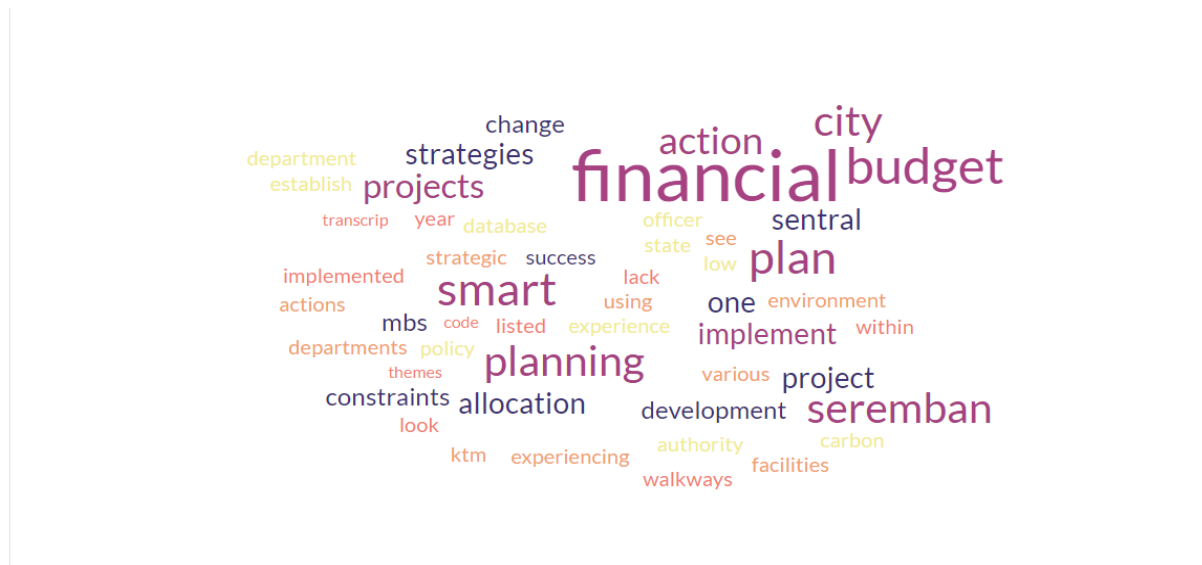 city
change
action
strategies
financial
budget
department
establish
projects
transcrip
year
database
officer
sentral
state
see
strategic
success
low
plan
implemented
lack
smart
actions
using
one
environment
mbs
code
listed
experience
implement
within
departments
policy
themes
planning
various
project
constraints
allocation
development
seremban
look
authority
carbon
ktm
experiencing
facilities
walkways